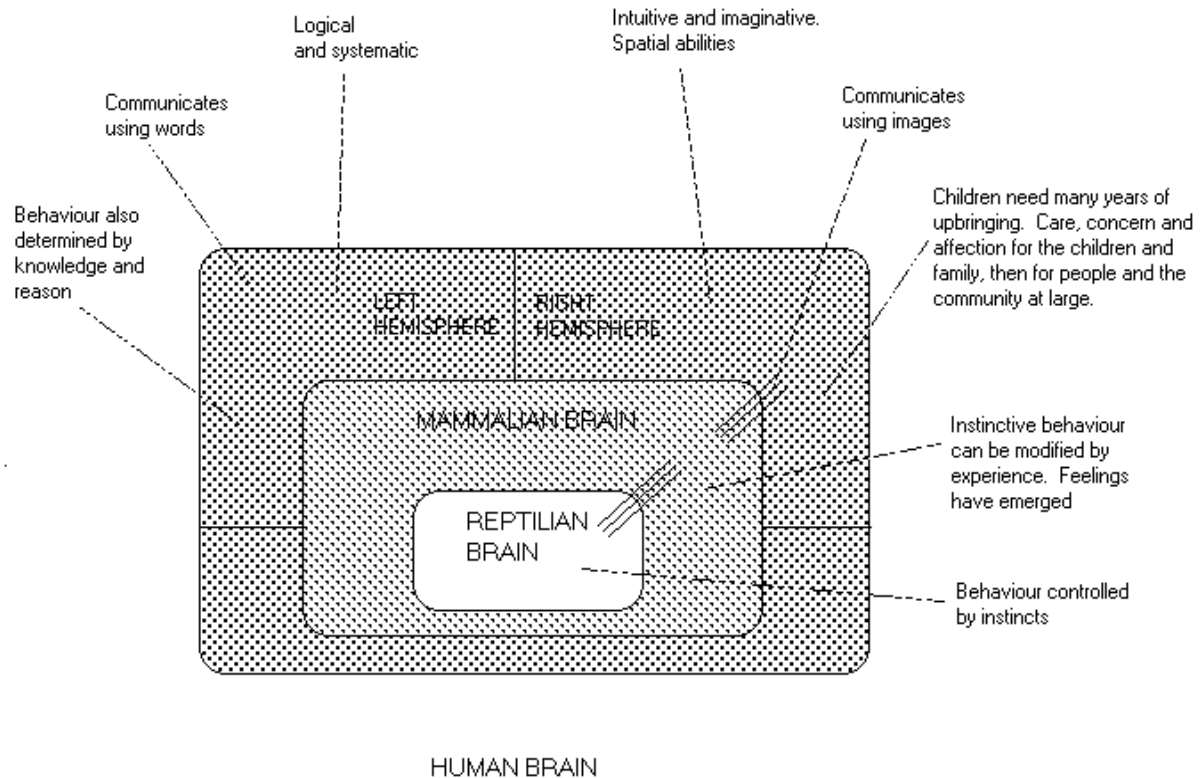 Logical
and systematic
Intuitive and imaginative.
Spatial abilities
Communicates
using words
Communicates
using images
Behaviour also
determined by
knowledge and
reason
Children need many years of
upbringing. Care, concern and
affection for the children and
family, then for people and the
community at large.
LEFT
HEMISPHERE
RIGHT
HEMISPHERE
MAMMALIAN BRAIN
Instinctive behaviour
can be modified by
experience. Feelings
have emerged
REPTILIAN
BRAIN
Behaviour controlled
by instincts
HUMAN BRAIN